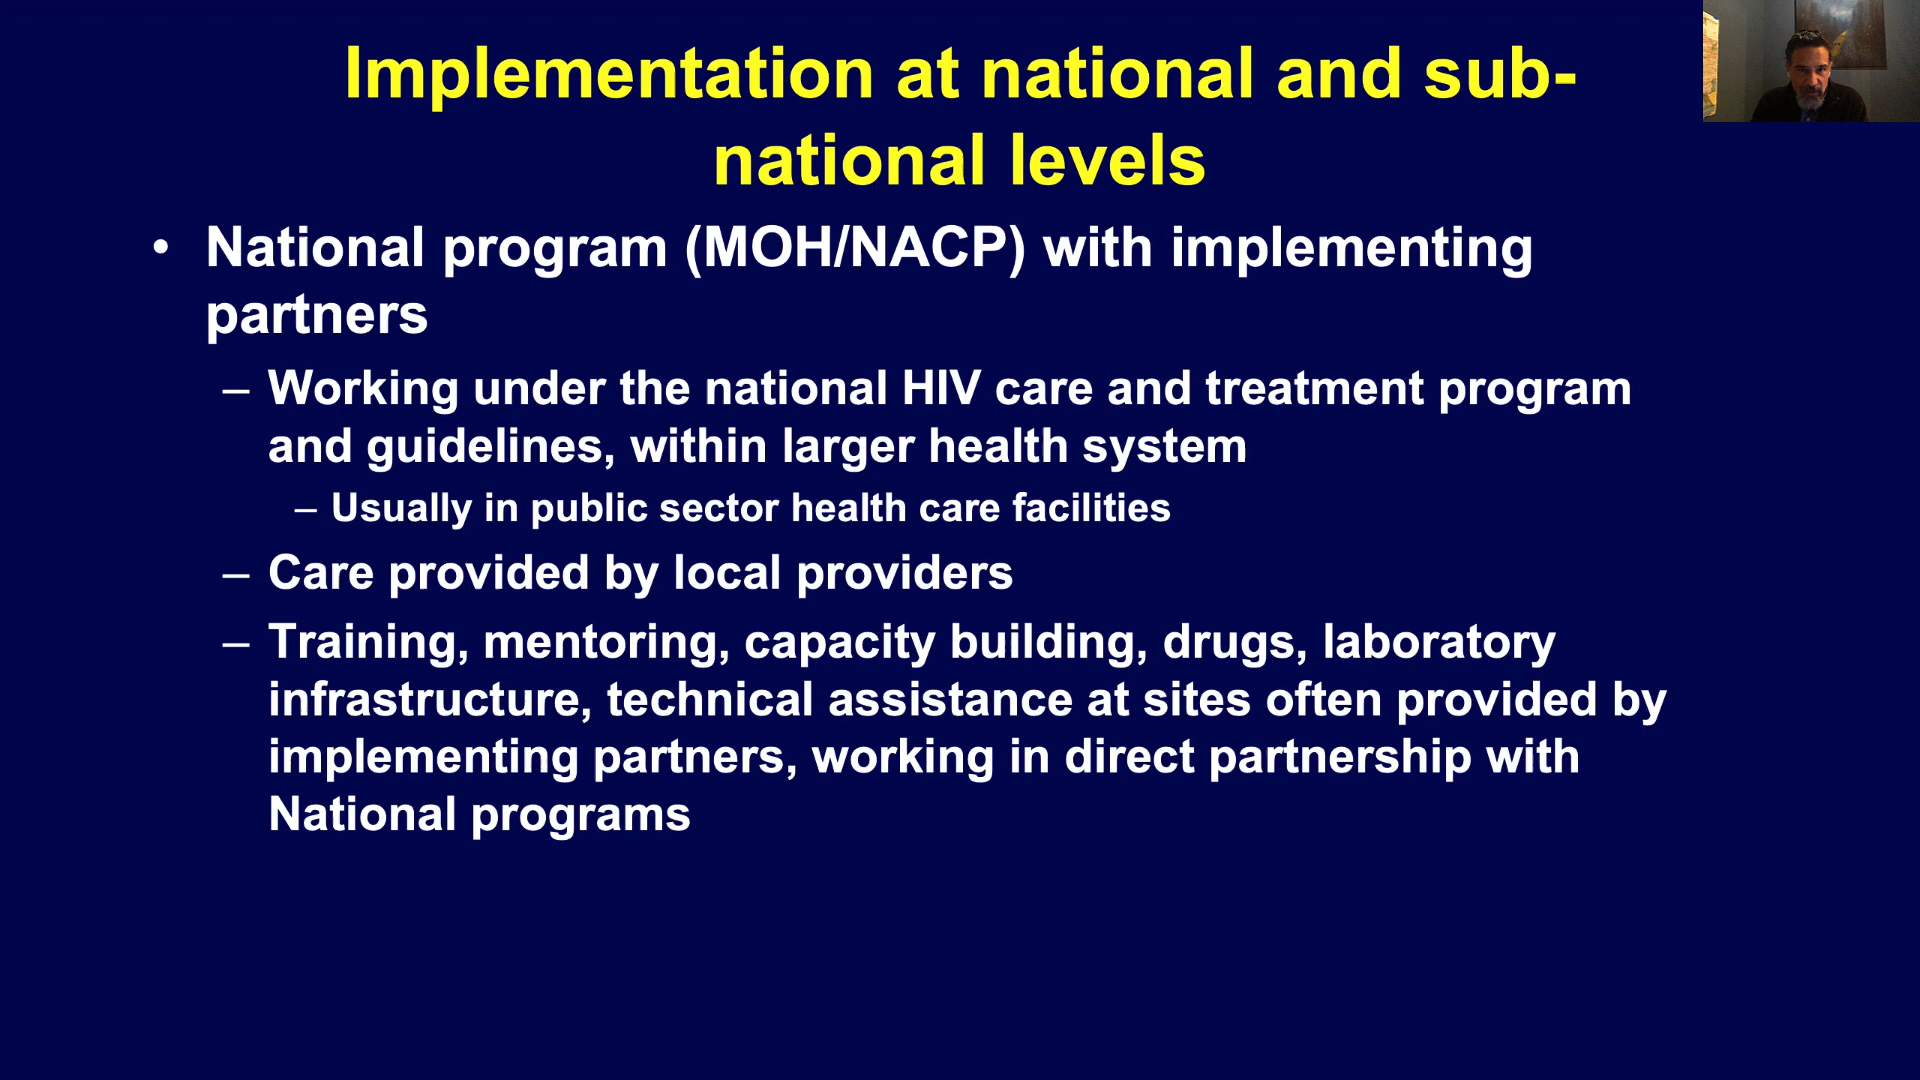 Implementation at national and sub-
national levels
• National program (MOH/NACP) with implementing
partners
– Working under the national HIV care and treatment program
and guidelines, within larger health system
– Usually in public sector health care facilities
– Care provided by local providers
– Training, mentoring, capacity building, drugs, laboratory
infrastructure, technical assistance at sites often provided by
implementing partners, working in direct partnership with
National programs